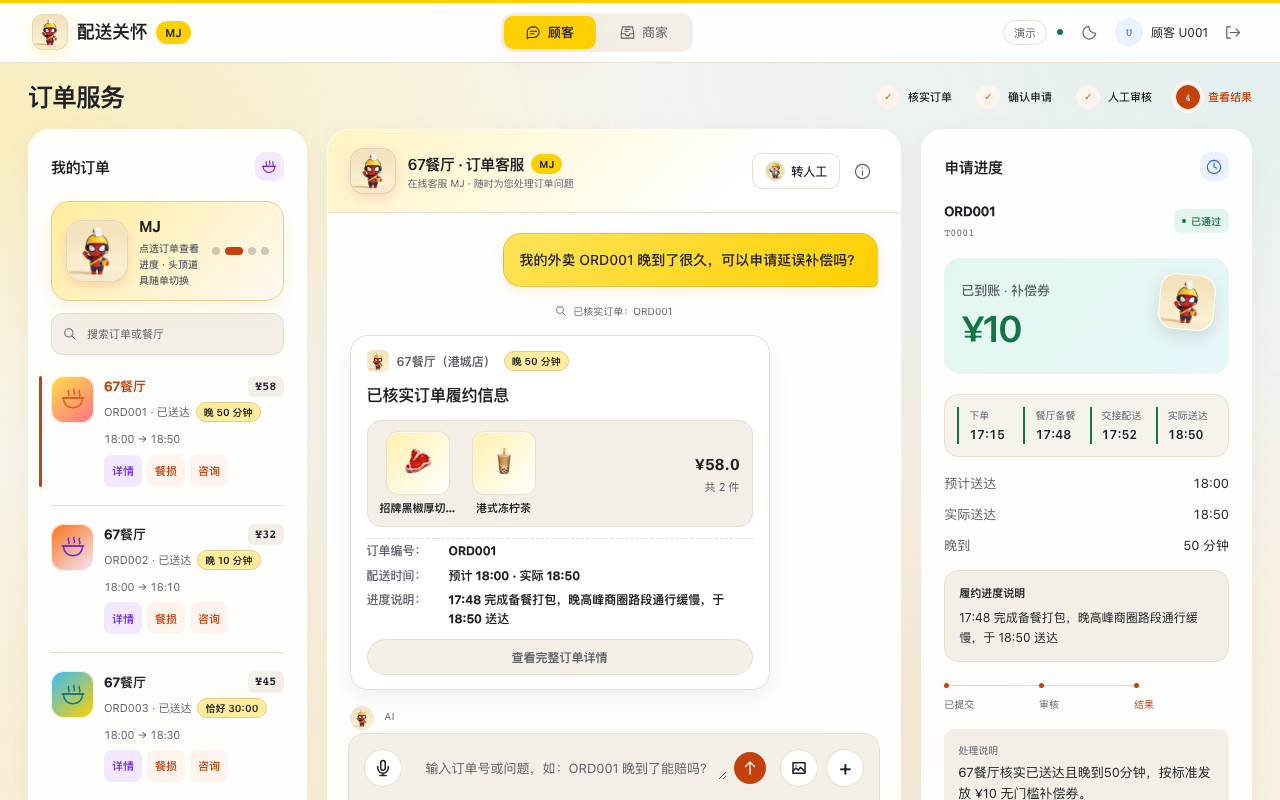 配送关怀 MJ
顾客
商家
演示
U 顾客 U001
订单服务
✓ 核实订单
✓ 确认申请
✓ 人工审核
4 查看结果
我的订单
MJ
点选订单查看
进度 · 头顶道
具随单切换
搜索订单或餐厅
67餐厅 ¥58
ORD001 · 已送达 晚 50 分钟
18:00 → 18:50
详情 餐损 咨询
67餐厅 ¥32
ORD002 · 已送达 晚 10 分钟
18:00 → 18:10
详情 餐损 咨询
67餐厅 ¥45
ORD003 · 已送达 恰好 30:00
18:00 → 18:30
详情 餐损 咨询
67餐厅 · 订单客服 MJ
在线客服 MJ · 随时为您处理订单问题
转人工
我的外卖 ORD001 晚到了很久，可以申请延误补偿吗?
已核实订单：ORD001
67餐厅（港城店） 晚 50 分钟
已核实订单履约信息
招牌黑椒厚切...
港式冻柠茶
¥58.0
共 2 件
订单编号： ORD001
配送时间： 预计 18:00 · 实际 18:50
进度说明： 17:48 完成备餐打包，晚高峰商圈路段通行缓慢，于
18:50 送达
查看完整订单详情
AI
输入订单号或问题，如：ORD001 晚到了能赔吗?
申请进度
ORD001
T0001
已通过
已到账 · 补偿券
¥10
下单 餐厅备餐 交接配送 实际送达
17:15 17:48 17:52 18:50
预计送达 18:00
实际送达 18:50
晚到 50 分钟
履约进度说明
17:48 完成备餐打包，晚高峰商圈路段通行缓
慢，于 18:50 送达
已提交 审核 结果
处理说明
67餐厅核实已送达且晚到50分钟，按标准发
放 ¥10 无门槛补偿券。